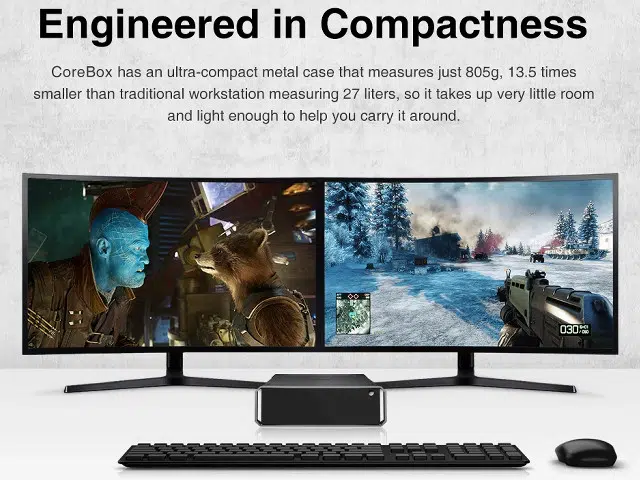 Engineered in Compactness
CoreBox has an ultra-compact metal case that measures just 805g, 13.5 times
smaller than traditional workstation measuring 27 liters, so it takes up very little room
and light enough to help you carry it around.
030